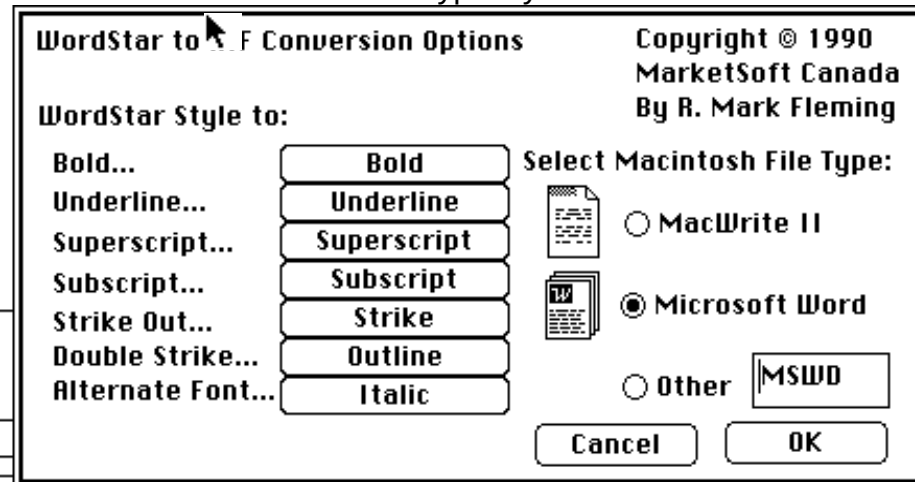 WordStar to F Conversion Options
Copyright © 1990
MarketSoft Canada
By R. Mark Fleming
WordStar Style to:
Bold... Bold
Underline... Underline
Superscript... Superscript
Subscript... Subscript
Strike Out... Strike
Double Strike... Outline
Alternate Font... Italic
Select Macintosh File Type:
MacWrite II
W
Microsoft Word
Other MSWD
Cancel OK